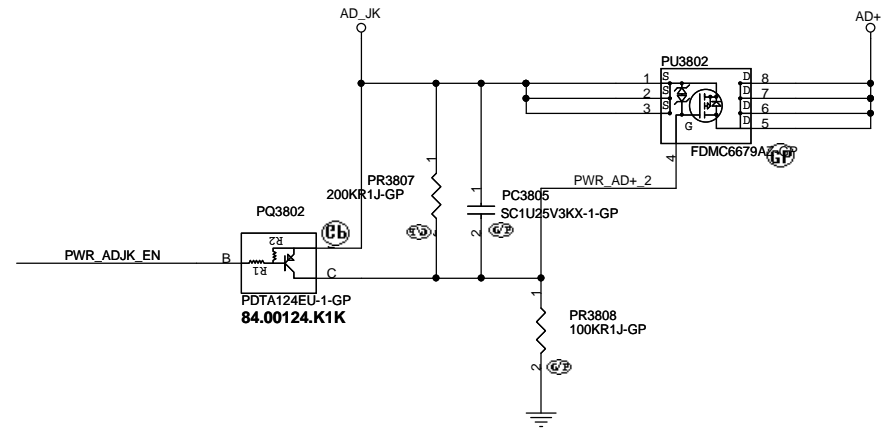 AD_JK
AD+
PU3802
1 S D 8
2 S D 7
3 S D 6
G D 5
4
FDMC6679AZ-GP
GP
PWR_AD+_2
1
PR3807
200KR1J-GP
1
PC3805
SC1U25V3KX-1-GP
2
G/P
PQ3802
R2
R1
PWR_ADJK_EN
B
C
PDTA124EU-1-GP
84.00124.K1K
1
PR3808
100KR1J-GP
2
G/P